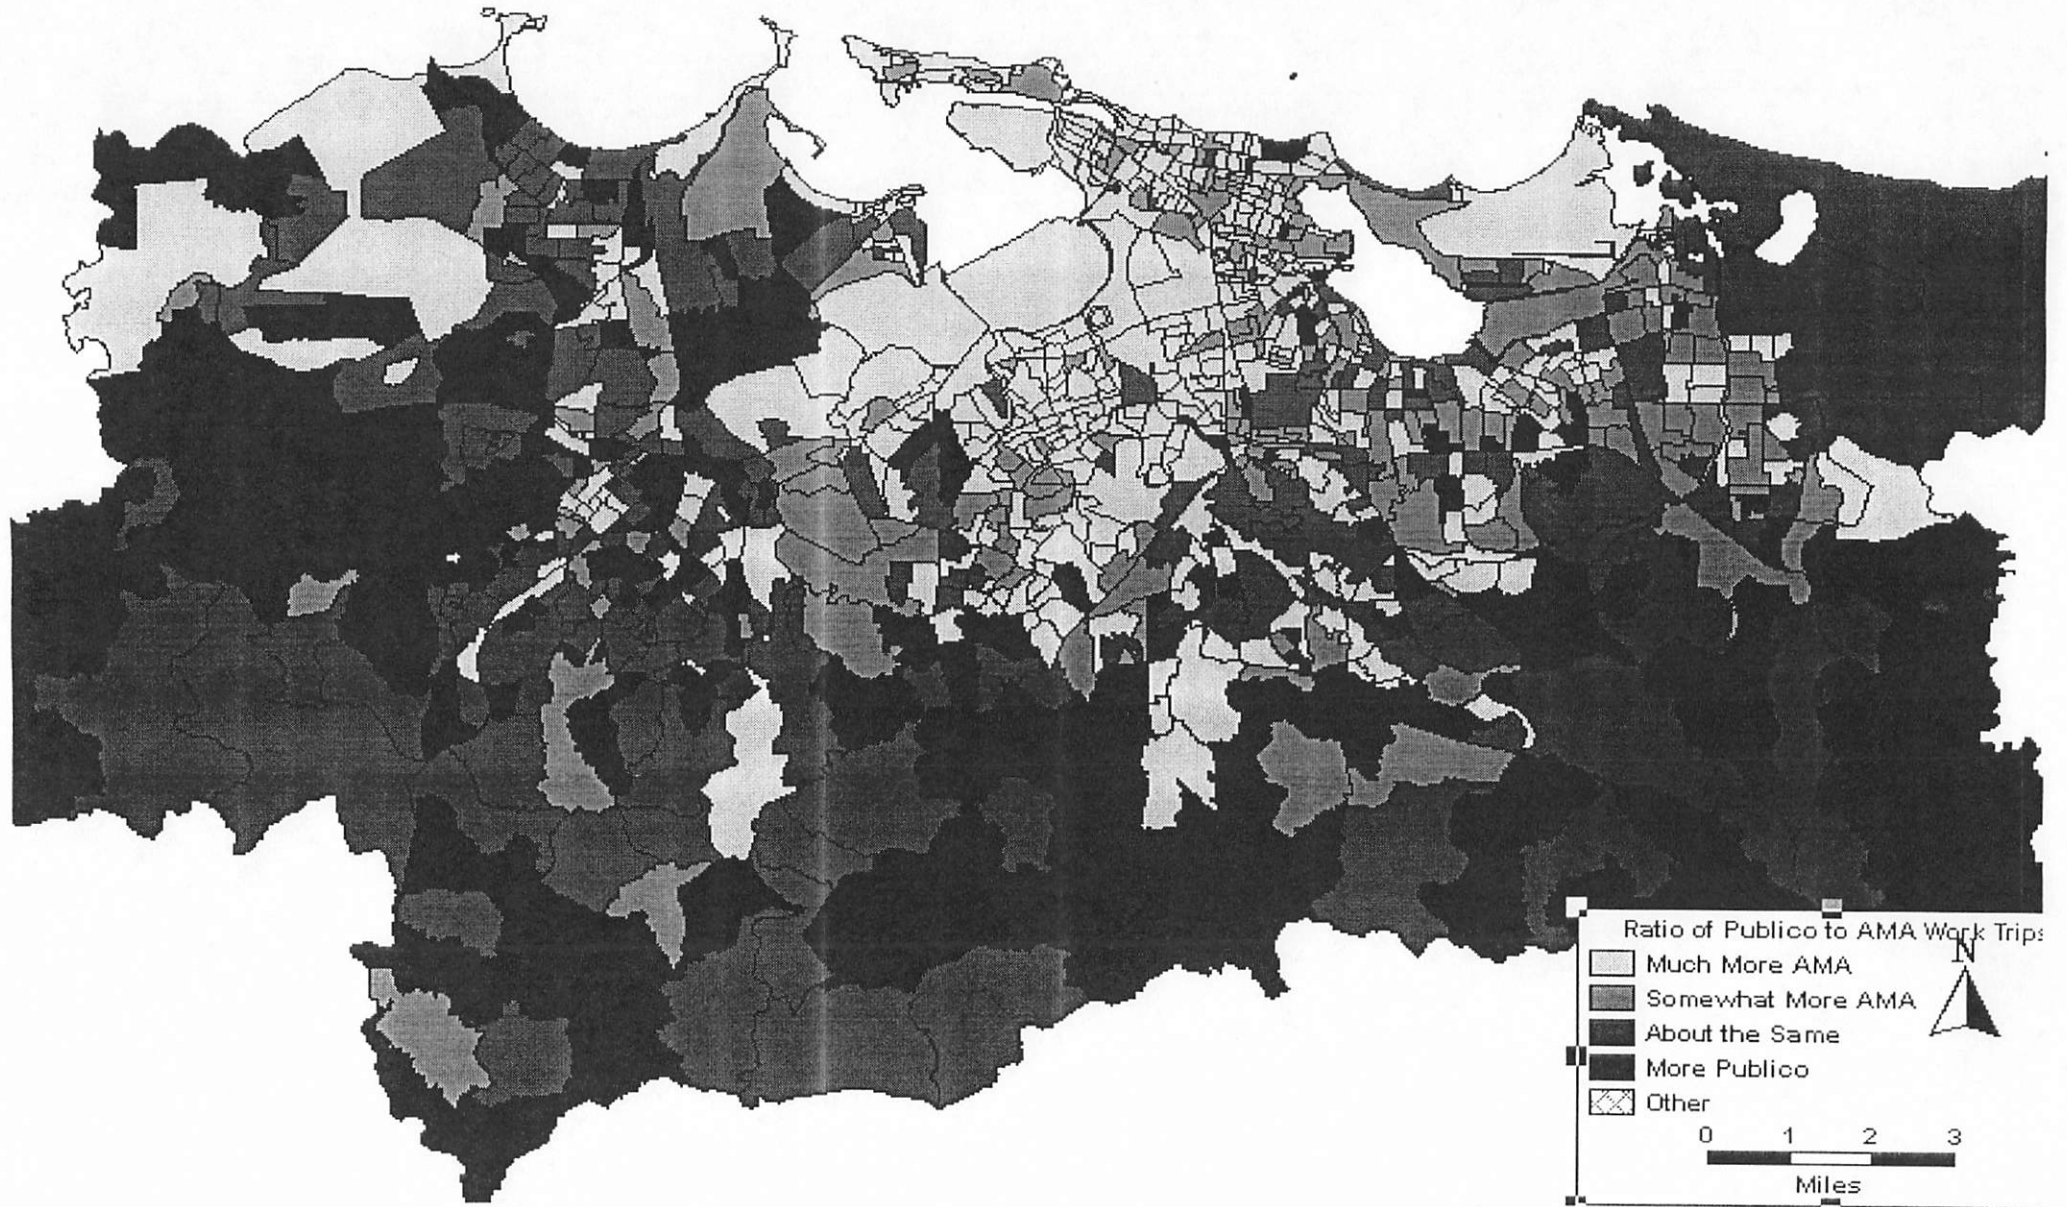 Ratio of Publico to AMA Work Trips
N
Much More AMA
Somewhat More AMA
About the Same
More Publico
Other
0 1 2 3
Miles